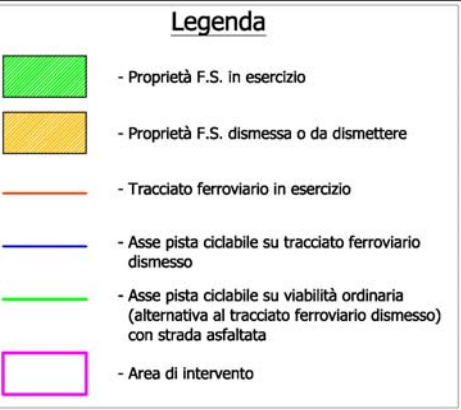 Legenda
- Proprietà F.S. in esercizio
- Proprietà F.S. dismessa o da dismettere
- Tracciato ferroviario in esercizio
- Asse pista ciclabile su tracciato ferroviario
dismesso
- Asse pista ciclabile su viabilità ordinaria
(alternativa al tracciato ferroviario dismesso)
con strada asfaltata
- Area di intervento